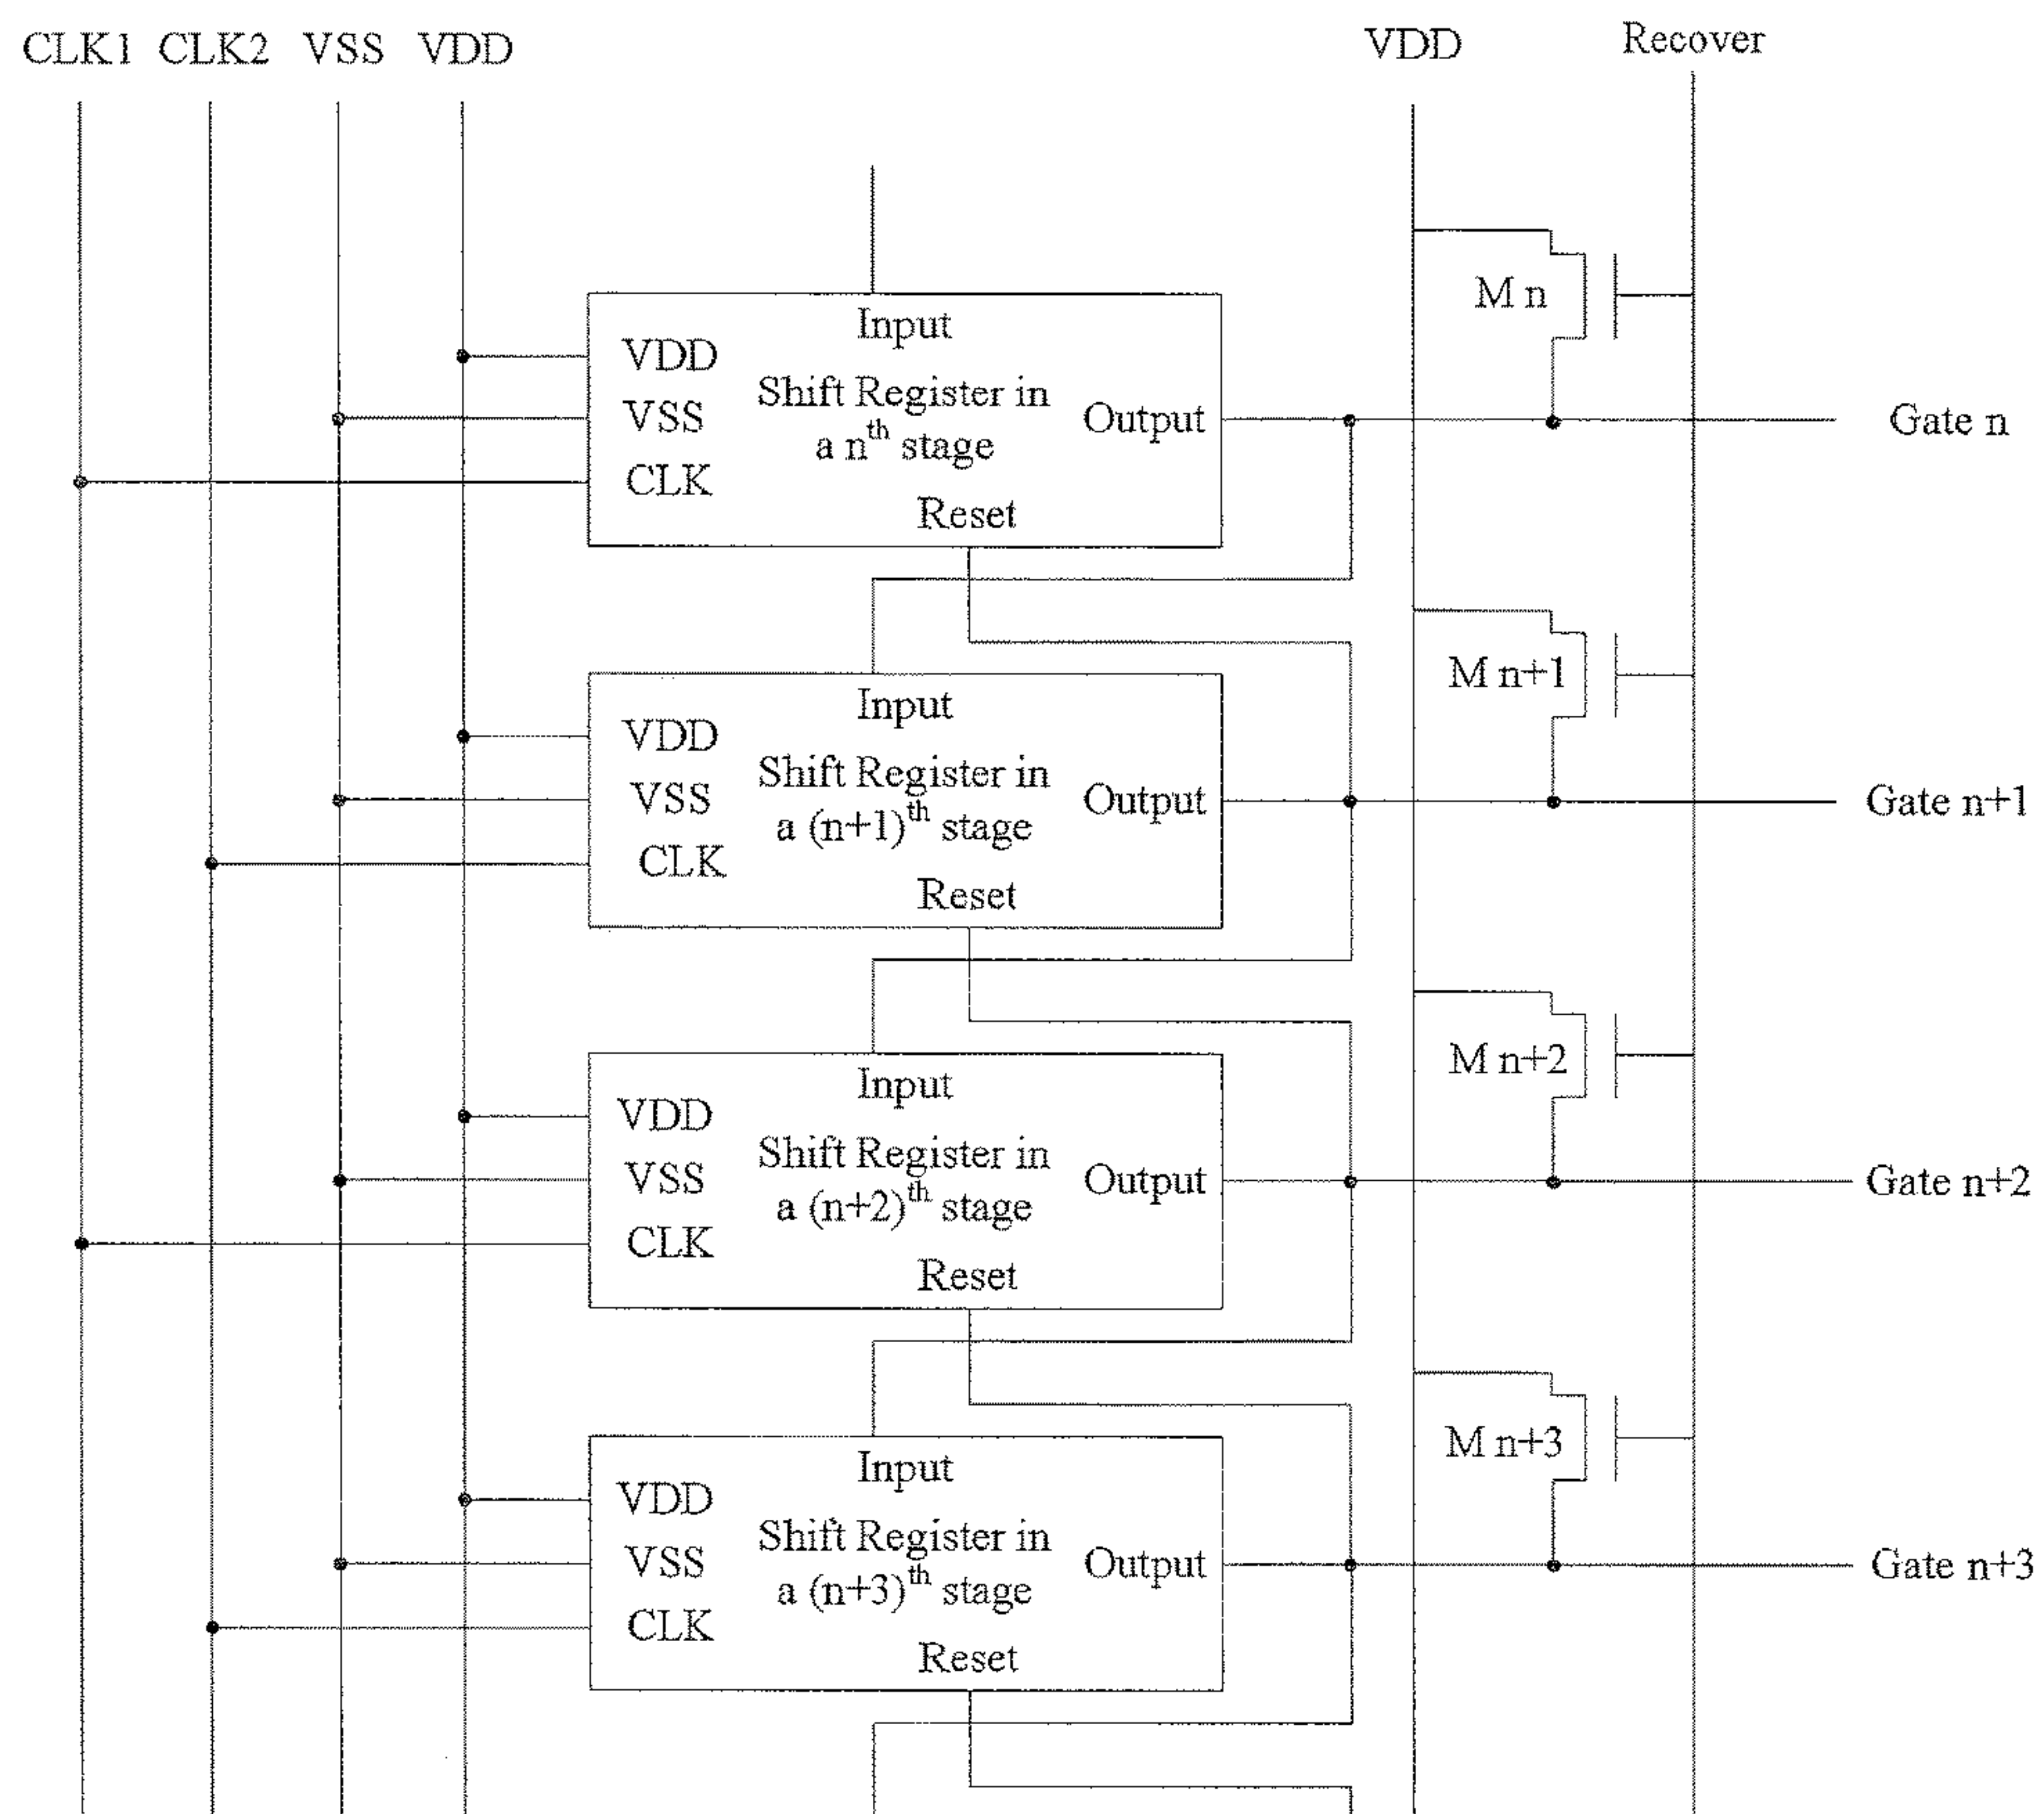 CLK1 CLK2 VSS VDD VDD Recover
M n
Input
VDD
Shift Register in
a nth stage
VSS
Output
Gate n
CLK
Reset
M n+1
Input
VDD
Shift Register in
a (n+1)th stage
VSS
Output
Gate n+1
CLK
Reset
M n+2
Input
VDD
Shift Register in
a (n+2)th stage
VSS
Output
Gate n+2
CLK
Reset
M n+3
Input
VDD
Shift Register in
a (n+3)th stage
VSS
Output
Gate n+3
CLK
Reset